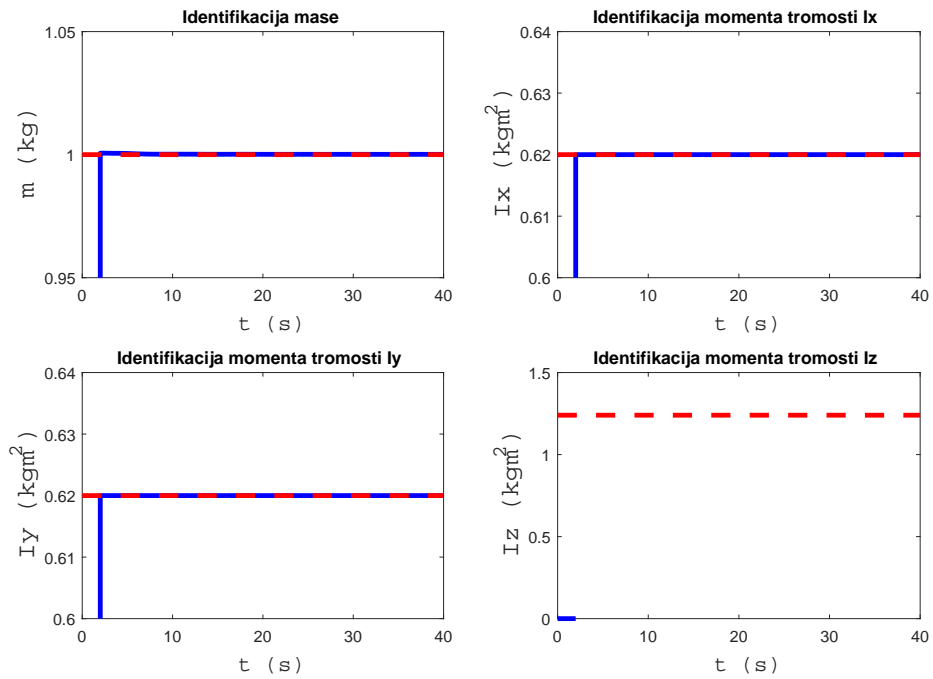 Identifikacija mase
1.05
1
0.95
m (kg)
0 10 20 30 40
t (s)
Identifikacija momenta tromosti Ix
0.64
0.63
0.62
0.61
0.6
Ix (kgm²)
0 10 20 30 40
t (s)
Identifikacija momenta tromosti Iy
0.64
0.63
0.62
0.61
0.6
Iy (kgm²)
0 10 20 30 40
t (s)
Identifikacija momenta tromosti Iz
1.5
1
0.5
0
Iz (kgm²)
0 10 20 30 40
t (s)